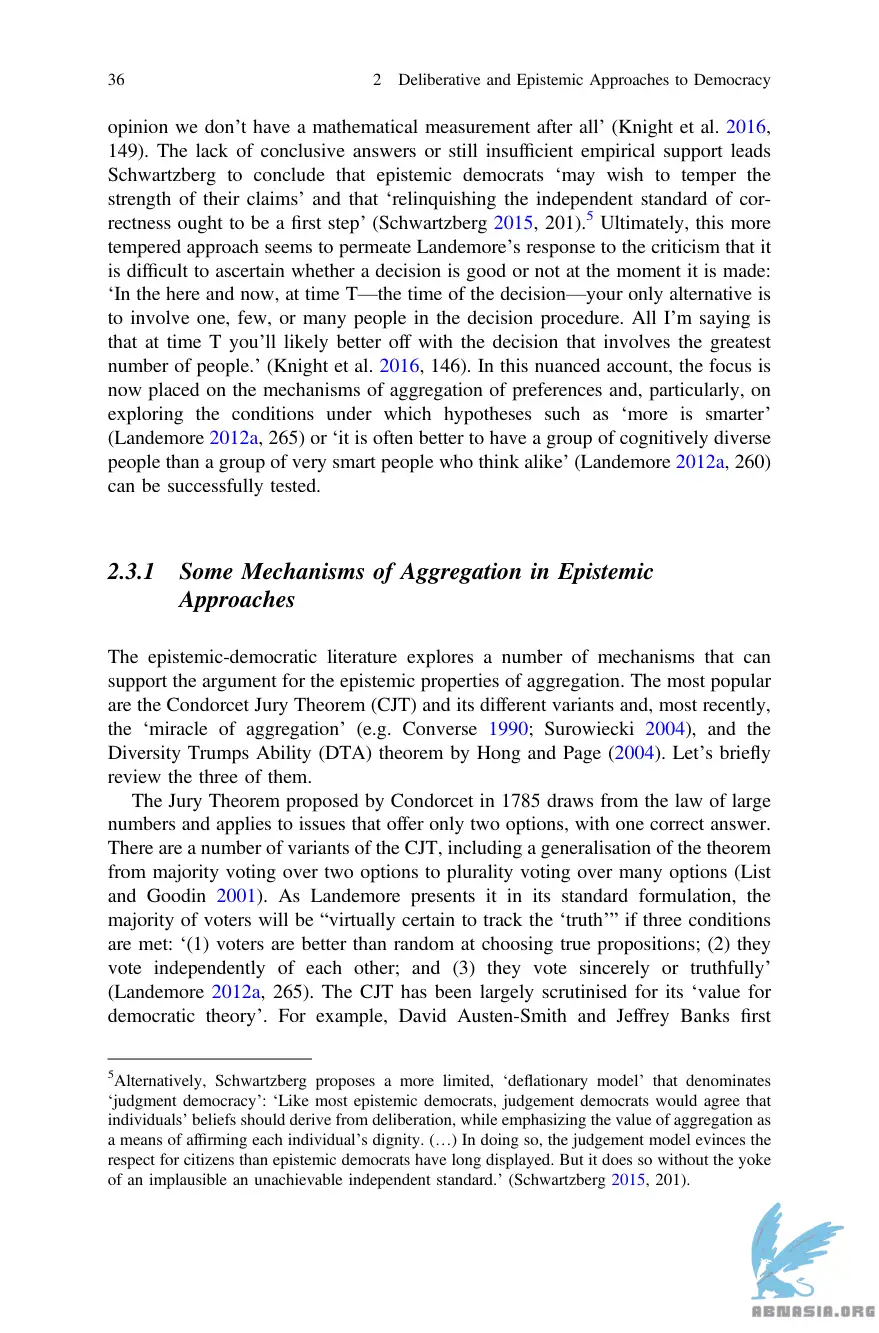 36
2 Deliberative and Epistemic Approaches to Democracy
opinion we don’t have a mathematical measurement after all’ (Knight et al. 2016,
149). The lack of conclusive answers or still insufficient empirical support leads
Schwartzberg to conclude that epistemic democrats ‘may wish to temper the
strength of their claims’ and that ‘relinquishing the independent standard of cor-
rectness ought to be a first step’ (Schwartzberg 2015, 201).5 Ultimately, this more
tempered approach seems to permeate Landemore’s response to the criticism that it
is difficult to ascertain whether a decision is good or not at the moment it is made:
‘In the here and now, at time T—the time of the decision—your only alternative is
to involve one, few, or many people in the decision procedure. All I’m saying is
that at time T you’ll likely better off with the decision that involves the greatest
number of people.’ (Knight et al. 2016, 146). In this nuanced account, the focus is
now placed on the mechanisms of aggregation of preferences and, particularly, on
exploring the conditions under which hypotheses such as ‘more is smarter’
(Landemore 2012a, 265) or ‘it is often better to have a group of cognitively diverse
people than a group of very smart people who think alike’ (Landemore 2012a, 260)
can be successfully tested.
2.3.1 Some Mechanisms of Aggregation in Epistemic
Approaches
The epistemic-democratic literature explores a number of mechanisms that can
support the argument for the epistemic properties of aggregation. The most popular
are the Condorcet Jury Theorem (CJT) and its different variants and, most recently,
the ‘miracle of aggregation’ (e.g. Converse 1990; Surowiecki 2004), and the
Diversity Trumps Ability (DTA) theorem by Hong and Page (2004). Let’s briefly
review the three of them.
The Jury Theorem proposed by Condorcet in 1785 draws from the law of large
numbers and applies to issues that offer only two options, with one correct answer.
There are a number of variants of the CJT, including a generalisation of the theorem
from majority voting over two options to plurality voting over many options (List
and Goodin 2001). As Landemore presents it in its standard formulation, the
majority of voters will be “virtually certain to track the ‘truth’” if three conditions
are met: ‘(1) voters are better than random at choosing true propositions; (2) they
vote independently of each other; and (3) they vote sincerely or truthfully’
(Landemore 2012a, 265). The CJT has been largely scrutinised for its ‘value for
democratic theory’. For example, David Austen-Smith and Jeffrey Banks first
5Alternatively, Schwartzberg proposes a more limited, ‘deflationary model’ that denominates
‘judgment democracy’: ‘Like most epistemic democrats, judgement democrats would agree that
individuals’ beliefs should derive from deliberation, while emphasizing the value of aggregation as
a means of affirming each individual’s dignity. (…) In doing so, the judgement model evinces the
respect for citizens than epistemic democrats have long displayed. But it does so without the yoke
of an implausible an unachievable independent standard.’ (Schwartzberg 2015, 201).
ABNASIA.ORG